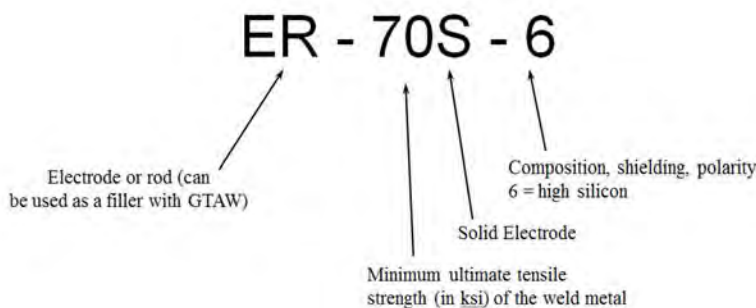 ER - 70S - 6
Electrode or rod (can
be used as a filler with GTAW)
Composition, shielding, polarity
6 = high silicon
Solid Electrode
Minimum ultimate tensile
strength (in ksi) of the weld metal